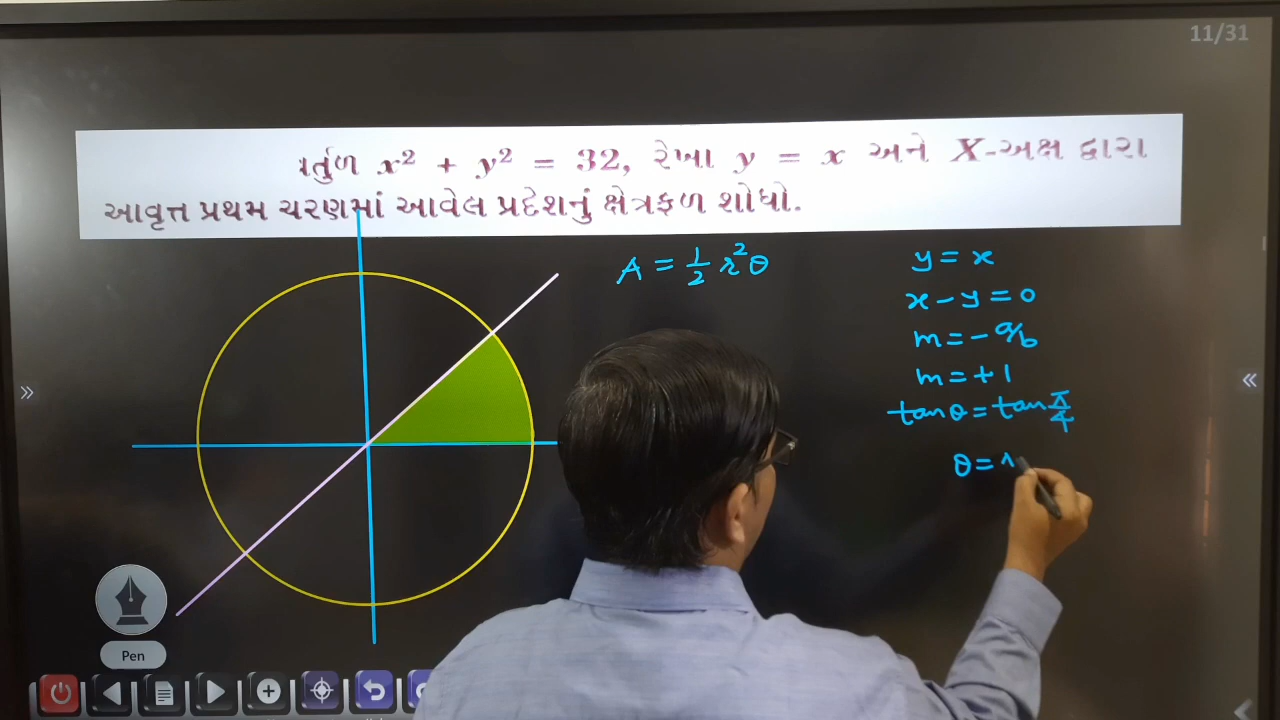 11/31
વર્તુળ x² + y² = 32, રેખા y = x અને X-અક્ષ દ્વારા
આવૃત્ત પ્રથમ ચરણમાં આવેલ પ્રદેશનું ક્ષેત્રફળ શોધો.
A = 1/2 r²θ
y = x
x - y = 0
m = - a/b
m = + 1
tanθ = tan π/4
θ =
Pen